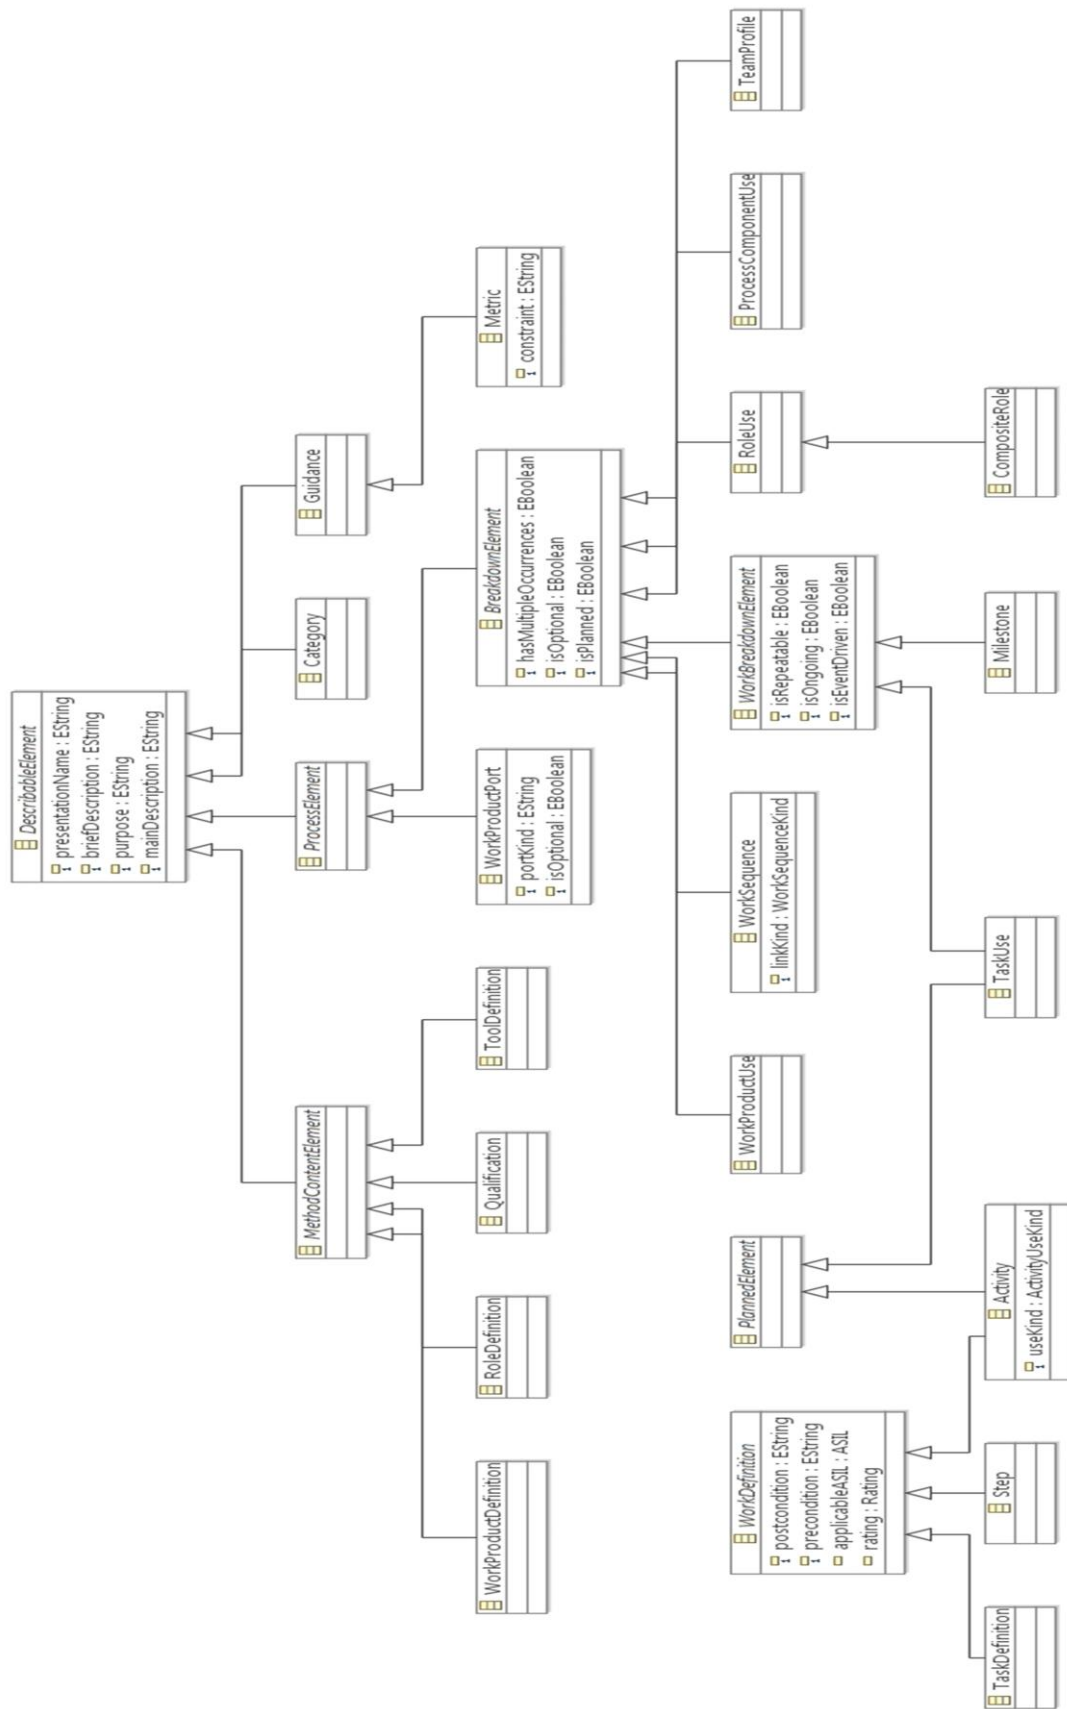 DescribableElement
presentationName : EString
briefDescription : EString
purpose : EString
mainDescription : EString
MethodContentElement
ProcessElement
Category
Guidance
WorkProductDefinition
RoleDefinition
Qualification
ToolDefinition
WorkProductPort
portKind : EString
isOptional : EBoolean
BreakdownElement
hasMultipleOccurrences : EBoolean
isOptional : EBoolean
isPlanned : EBoolean
Metric
constraint : EString
WorkDefinition
postcondition : EString
precondition : EString
applicableASIL : ASIL
rating : Rating
PlannedElement
WorkProductUse
WorkSequence
linkKind : WorkSequenceKind
WorkBreakdownElement
isRepeatable : EBoolean
isOngoing : EBoolean
isEventDriven : EBoolean
RoleUse
ProcessComponentUse
TeamProfile
TaskDefinition
Step
Activity
useKind : ActivityUseKind
TaskUse
Milestone
CompositeRole